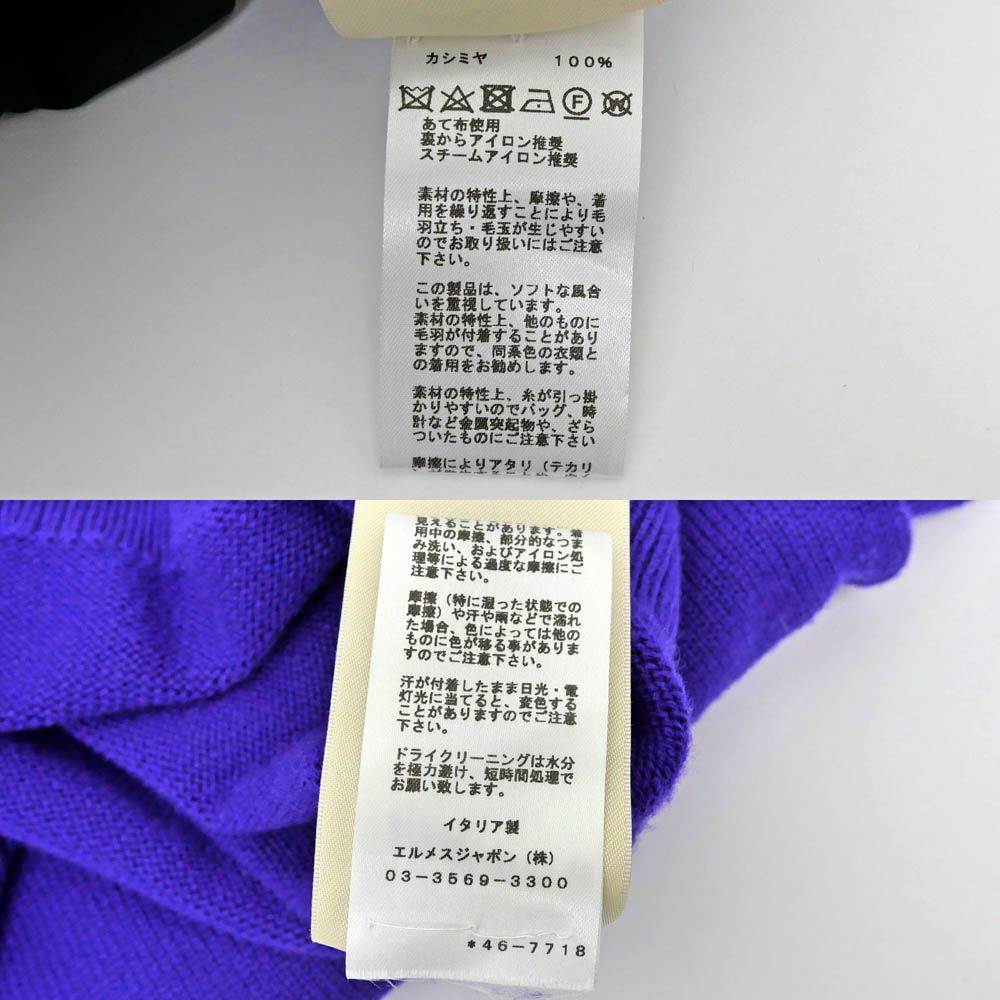 カシミヤ 100%
F
W
あて布使用
裏からアイロン推奨
スチームアイロン推奨
素材の特性上、摩擦や、着
用を繰り返すことにより毛
羽立ち・毛玉が生じやすい
のでお取り扱いにはご注意
下さい。
この製品は、ソフトな風合
いを重視しています。
素材の特性上、他のものに
毛羽が付着することがあり
ますので、同系色の衣類と
の着用をお勧めします。
素材の特性上、糸が引っ掛
かりやすいのでバッグ、時
計など金属突起物や、ざら
ついたものにご注意下さい
摩擦によりアタリ（テカリ
見えることがあります。着
用中の摩擦、部分的なつま
み洗い、およびアイロン処
理等による過度な摩擦にご
注意下さい。
摩擦（特に湿った状態での
摩擦）や汗や雨などで濡れ
た場合、色によっては他の
ものに色が移る事がありま
すのでご注意下さい。
汗が付着したまま日光・電
灯光に当てると、変色する
ことがありますのでご注意
下さい。
ドライクリーニングは水分
を極力避け、短時間処理で
お願い致します。
イタリア製
エルメスジャポン（株）
03-3569-3300
*46-7718